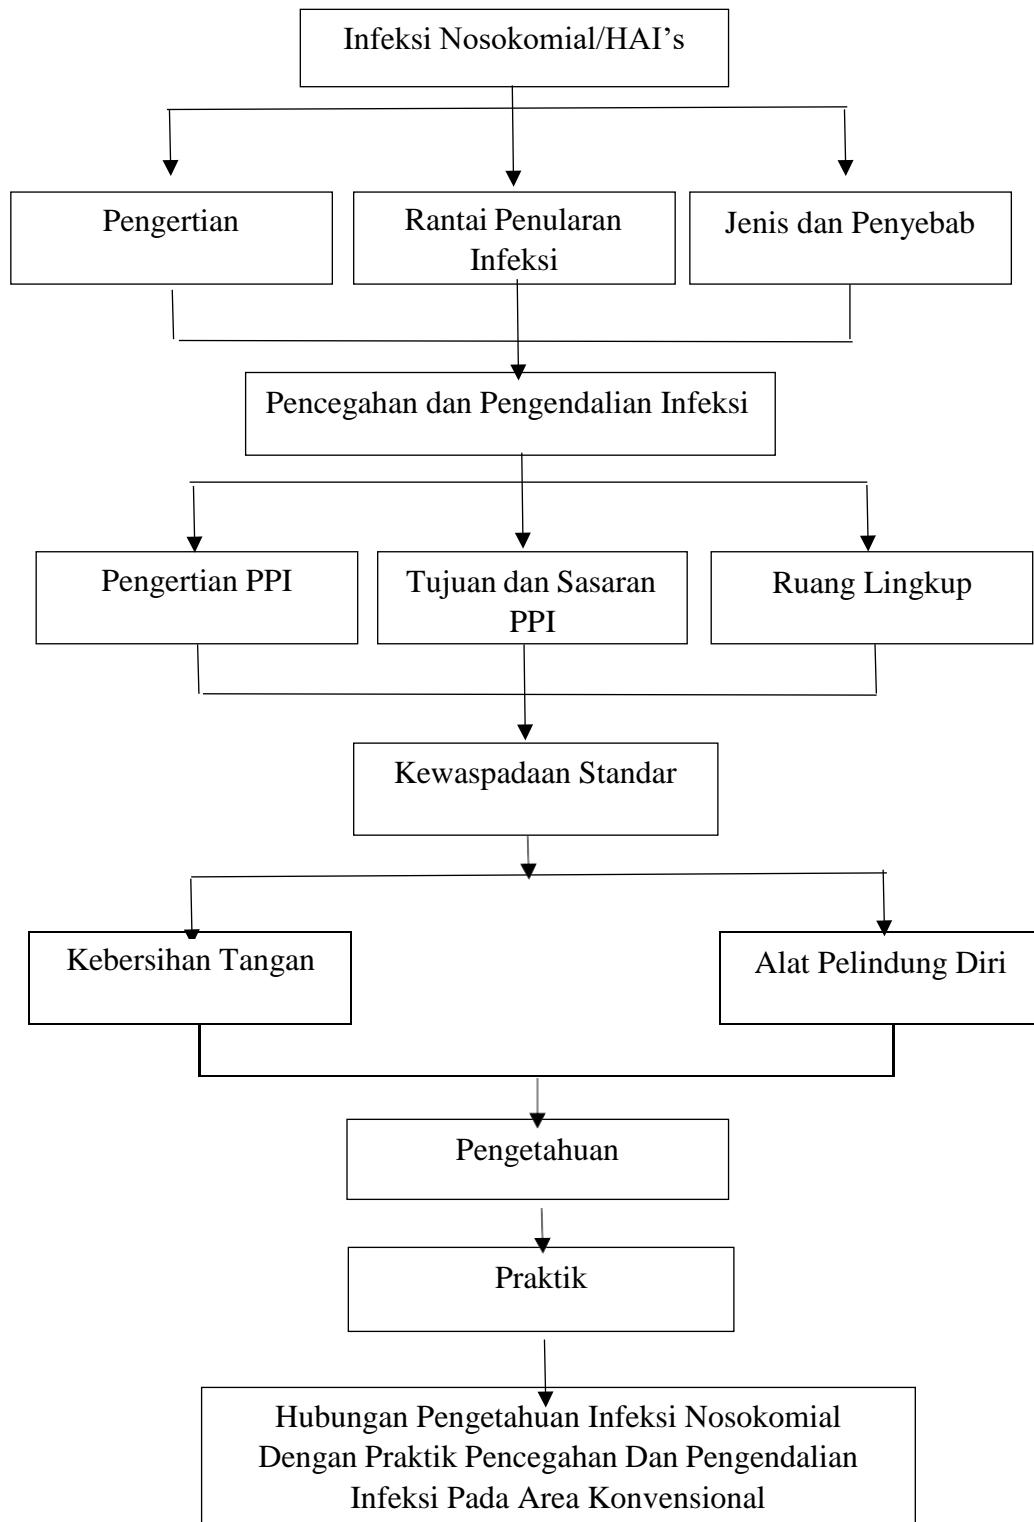 Infeksi Nosokomial/HAI’s
Pengertian
Rantai Penularan
Infeksi
Jenis dan Penyebab
Pencegahan dan Pengendalian Infeksi
Pengertian PPI
Tujuan dan Sasaran
PPI
Ruang Lingkup
Kewaspadaan Standar
Kebersihan Tangan
Alat Pelindung Diri
Pengetahuan
Praktik
Hubungan Pengetahuan Infeksi Nosokomial
Dengan Praktik Pencegahan Dan Pengendalian
Infeksi Pada Area Konvensional